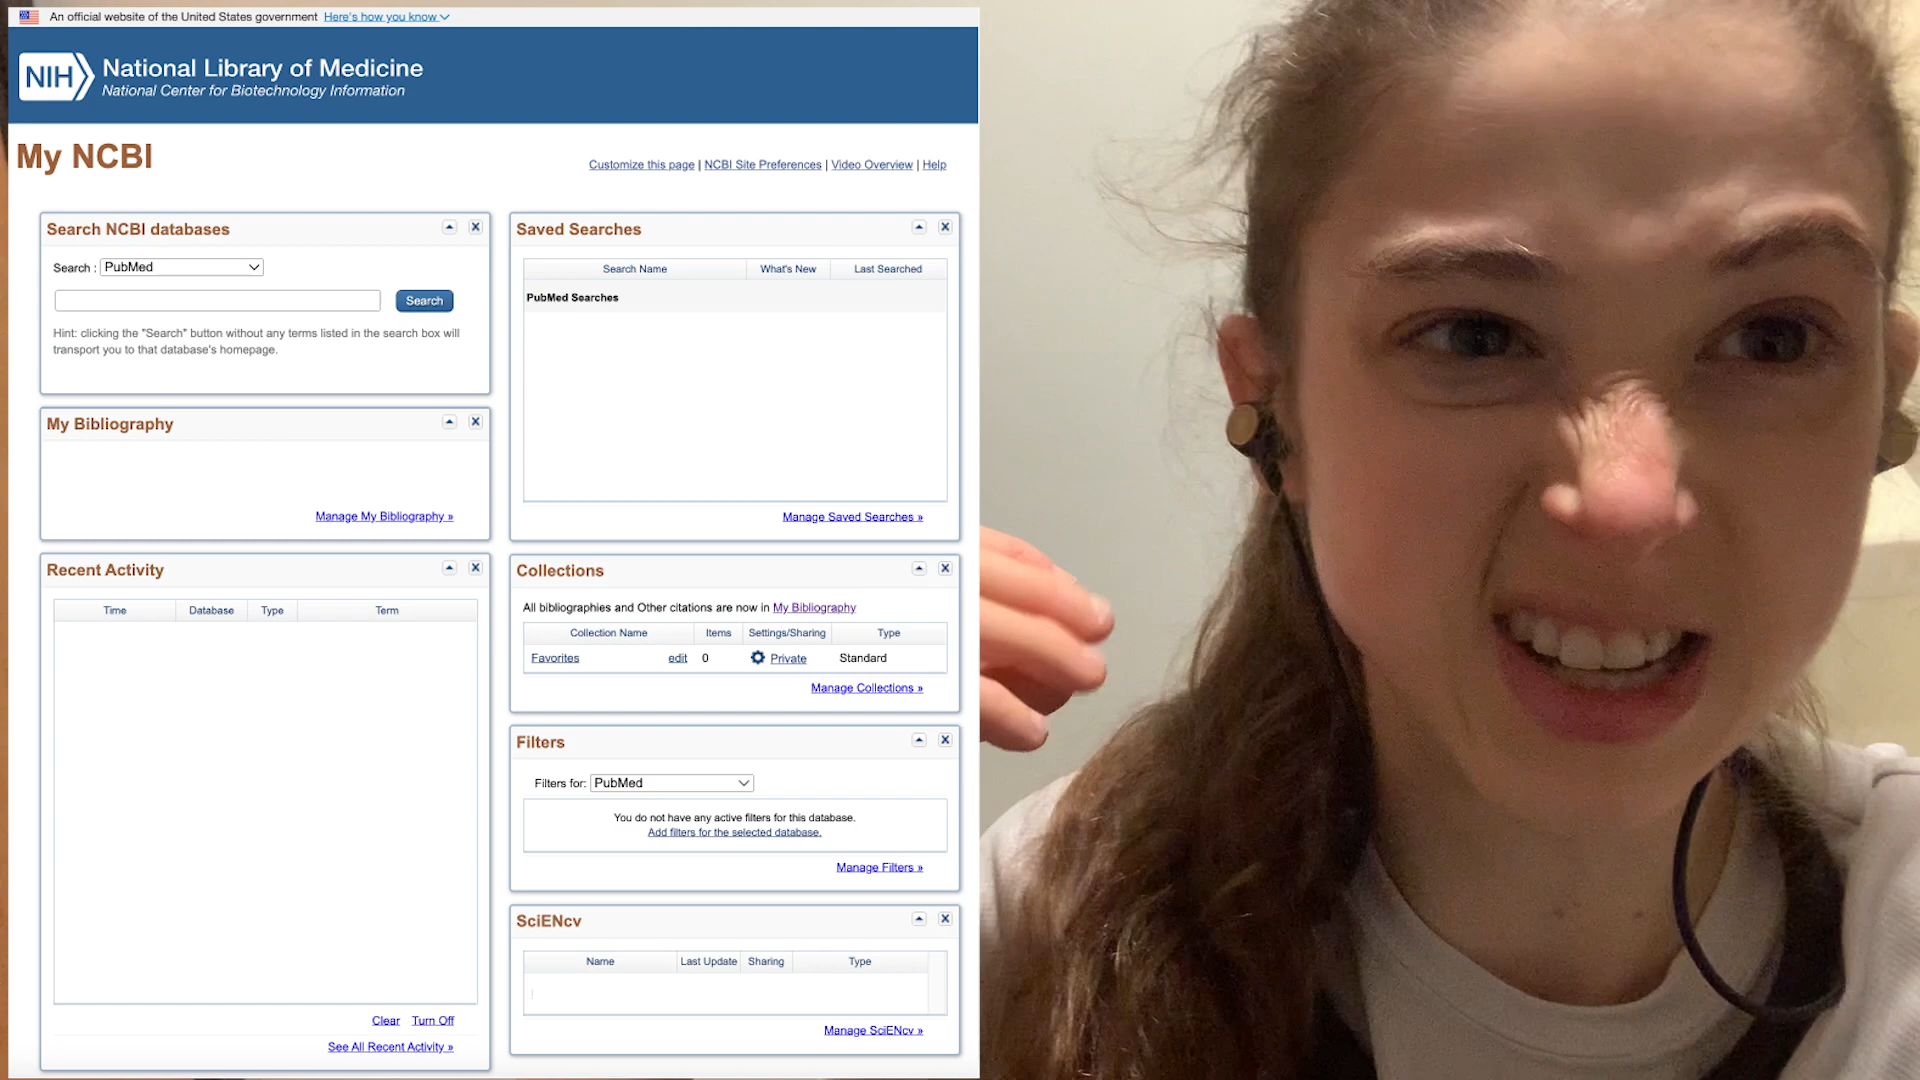 An official website of the United States government Here's how you know
NIH National Library of Medicine
National Center for Biotechnology Information
My NCBI
Customize this page | NCBI Site Preferences | Video Overview | Help
Search NCBI databases
Search : PubMed
Search
Hint: clicking the "Search" button without any terms listed in the search box will
transport you to that database's homepage.
My Bibliography
Manage My Bibliography »
Recent Activity
Time Database Type Term
Clear Turn Off
See All Recent Activity »
Saved Searches
Search Name What's New Last Searched
PubMed Searches
Manage Saved Searches »
Collections
All bibliographies and Other citations are now in My Bibliography
Collection Name Items Settings/Sharing Type
Favorites edit 0 Private Standard
Manage Collections »
Filters
Filters for: PubMed
You do not have any active filters for this database.
Add filters for the selected database.
Manage Filters »
SciENcv
Name Last Update Sharing Type
Manage SciENcv »